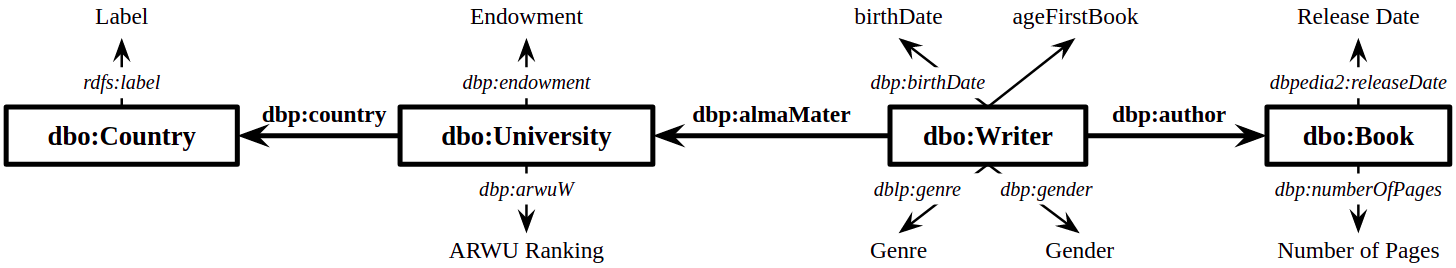 Label
Endowment
birthDate
ageFirstBook
Release Date
rdfs:label
dbp:endowment
dbp:birthDate
dbpedia2:releaseDate
dbo:Country
dbp:country
dbo:University
dbp:almaMater
dbo:Writer
dbp:author
dbo:Book
dbp:arwuW
dblp:genre
dbp:gender
dbp:numberOfPages
ARWU Ranking
Genre
Gender
Number of Pages